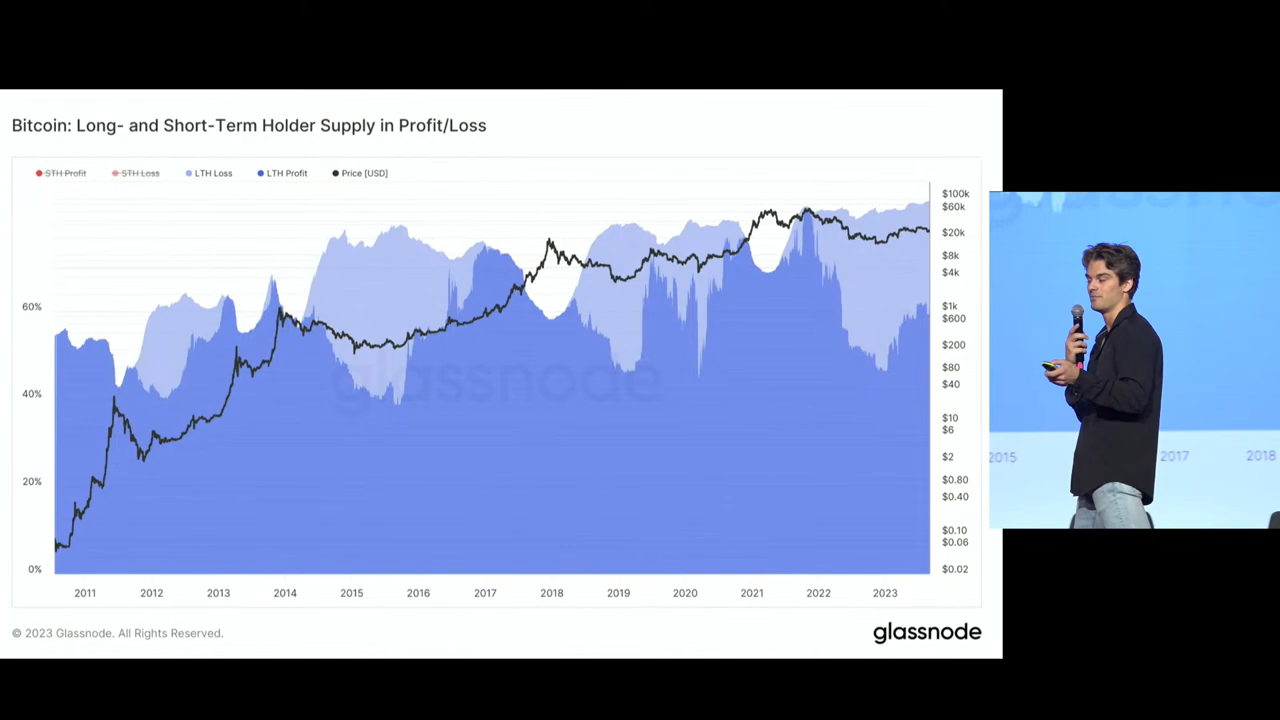 Bitcoin: Long- and Short-Term Holder Supply in Profit/Loss
STH Profit STH Loss LTH Loss LTH Profit Price [USD]
$100k
$60k
$20k
$8k
$4k
60% $1k
$600
$200
$80
40% $40
$10
$6
$2
20% $0.80
$0.40
$0.10
$0.06
0% $0.02
2011 2012 2013 2014 2015 2016 2017 2018 2019 2020 2021 2022 2023
glassnode
© 2023 Glassnode. All Rights Reserved.
glassnode
2015 2017 2018